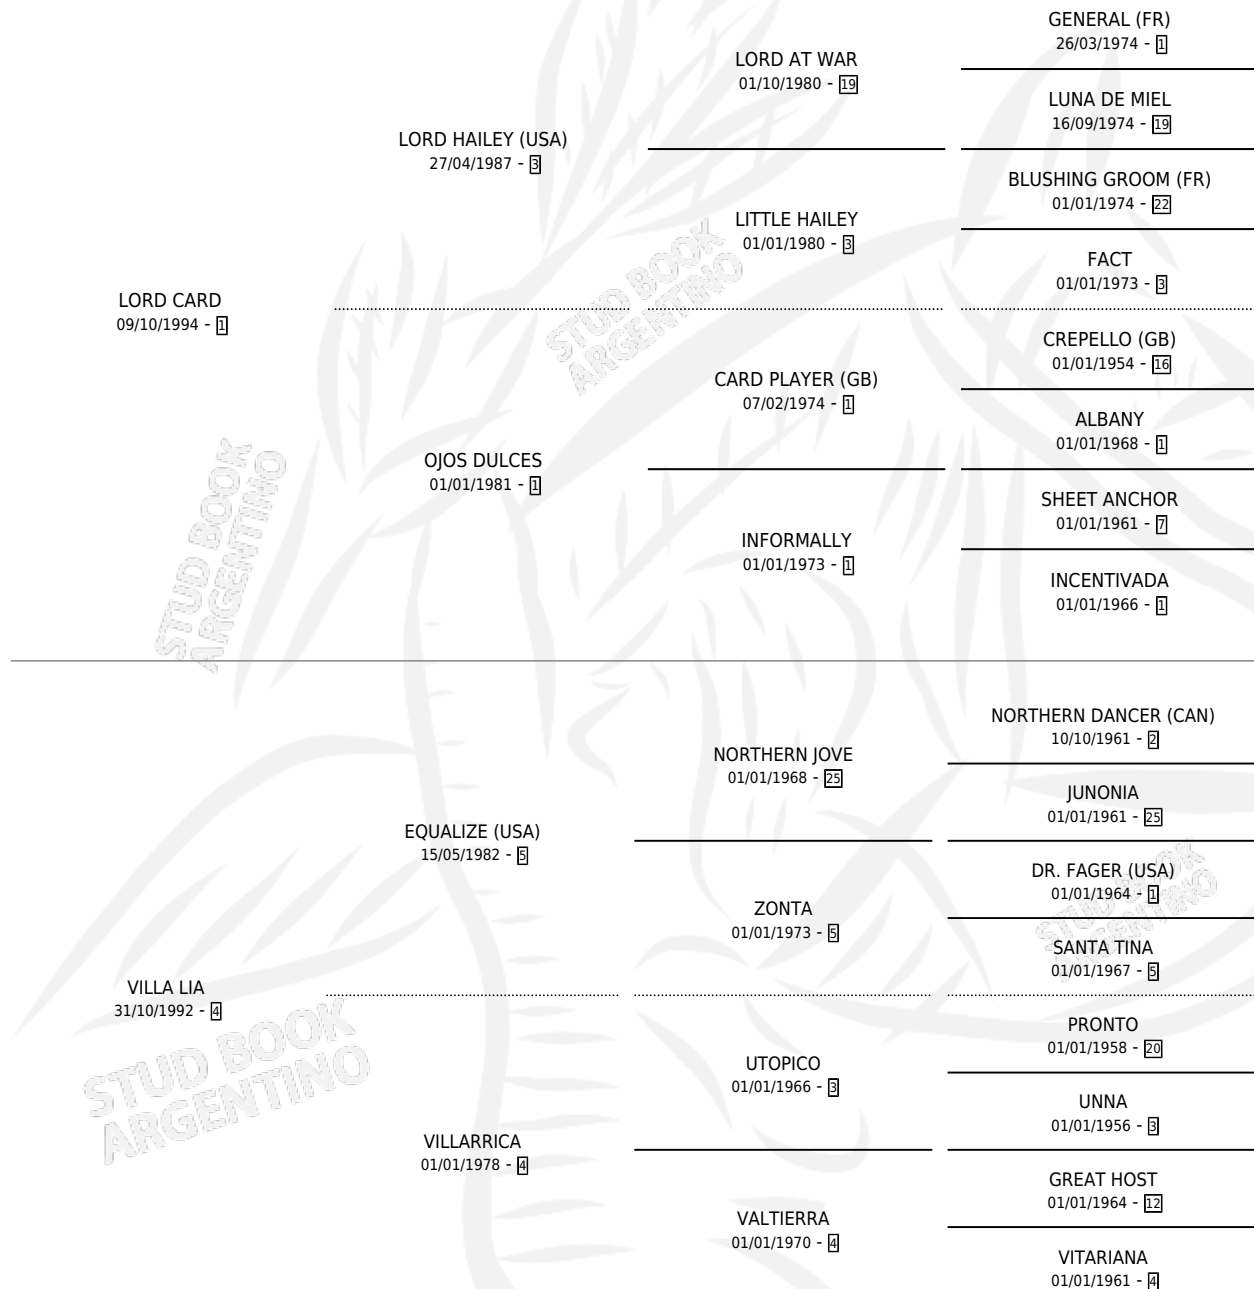 GENERAL (FR)
26/03/1974 - 1
LORD AT WAR
01/10/1980 - 19
LUNA DE MIEL
16/09/1974 - 19
LORD HAILEY (USA)
27/04/1987 - 3
BLUSHING GROOM (FR)
01/01/1974 - 22
LITTLE HAILEY
01/01/1980 - 3
FACT
01/01/1973 - 3
LORD CARD
09/10/1994 - 1
CREPELLO (GB)
01/01/1954 - 16
CARD PLAYER (GB)
07/02/1974 - 1
ALBANY
01/01/1968 - 1
OJOS DULCES
01/01/1981 - 1
SHEET ANCHOR
01/01/1961 - 7
INFORMALLY
01/01/1973 - 1
INCENTIVADA
01/01/1966 - 1
STUD BOOK
ARGENTINO
STUD BOOK
ARGENTINO
NORTHERN DANCER (CAN)
10/10/1961 - 2
NORTHERN JOVE
01/01/1968 - 25
JUNONIA
01/01/1961 - 25
EQUALIZE (USA)
15/05/1982 - 5
DR. FAGER (USA)
01/01/1964 - 1
ZONTA
01/01/1973 - 5
SANTA TINA
01/01/1967 - 5
STUD BOOK
ARGENTINO
VILLA LIA
31/10/1992 - 4
PRONTO
01/01/1958 - 20
UTOPICO
01/01/1966 - 3
UNNA
01/01/1956 - 3
VILLARRICA
01/01/1978 - 4
GREAT HOST
01/01/1964 - 12
VALTIERRA
01/01/1970 - 4
VITARIANA
01/01/1961 - 4
STUD BOOK
ARGENTINO